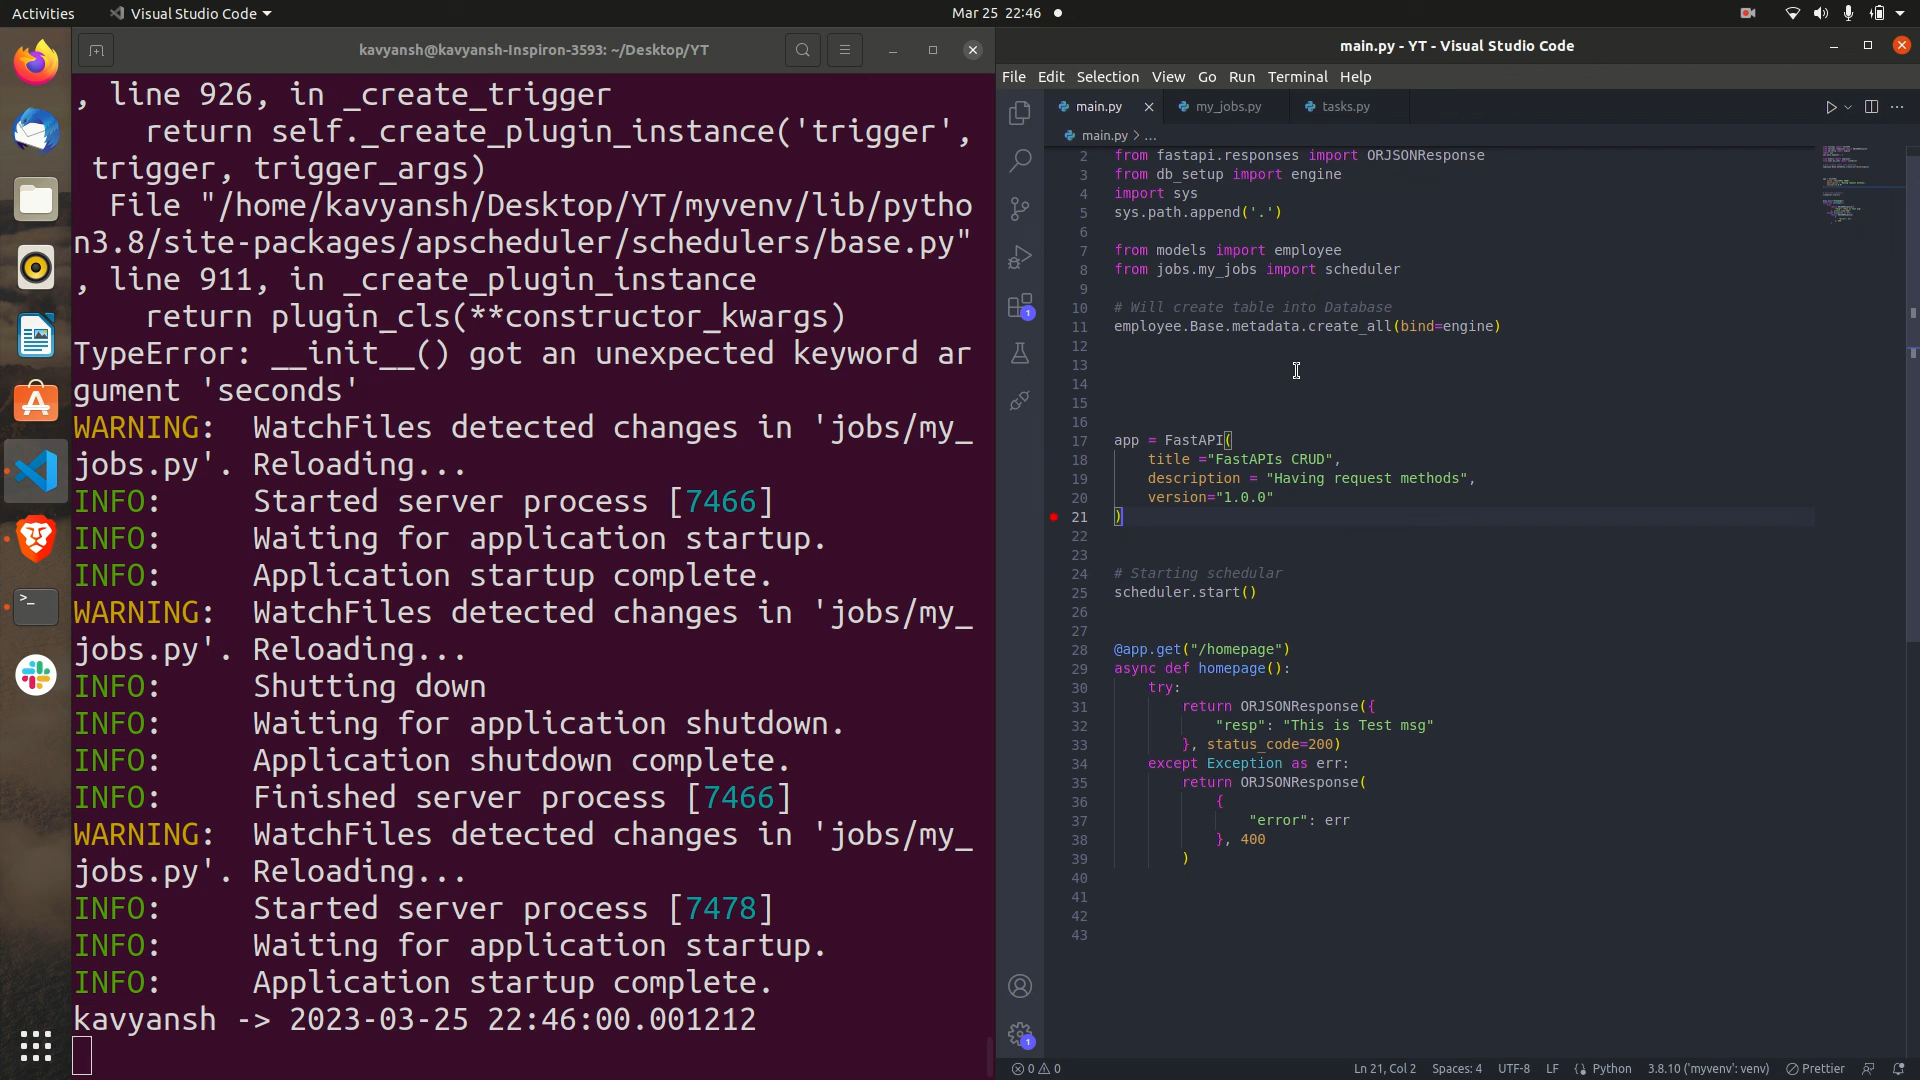 Activities
Visual Studio Code
Mar 25 22:46
kavyansh@kavyansh-Inspiron-3593: ~/Desktop/YT
, line 926, in _create_trigger
return self._create_plugin_instance('trigger',
trigger, trigger_args)
File "/home/kavyansh/Desktop/YT/myvenv/lib/pytho
n3.8/site-packages/apscheduler/schedulers/base.py"
, line 911, in _create_plugin_instance
return plugin_cls(**constructor_kwargs)
TypeError: __init__() got an unexpected keyword ar
gument 'seconds'
WARNING: WatchFiles detected changes in 'jobs/my_
jobs.py'. Reloading...
INFO: Started server process [7466]
INFO: Waiting for application startup.
INFO: Application startup complete.
WARNING: WatchFiles detected changes in 'jobs/my_
jobs.py'. Reloading...
INFO: Shutting down
INFO: Waiting for application shutdown.
INFO: Application shutdown complete.
INFO: Finished server process [7466]
WARNING: WatchFiles detected changes in 'jobs/my_
jobs.py'. Reloading...
INFO: Started server process [7478]
INFO: Waiting for application startup.
INFO: Application startup complete.
kavyansh -> 2023-03-25 22:46:00.001212
main.py - YT - Visual Studio Code
File Edit Selection View Go Run Terminal Help
main.py my_jobs.py tasks.py
main.py > ...
2 from fastapi.responses import ORJSONResponse
3 from db_setup import engine
4 import sys
5 sys.path.append('.')
6
7 from models import employee
8 from jobs.my_jobs import scheduler
9
10 # Will create table into Database
11 employee.Base.metadata.create_all(bind=engine)
12
13
14
15
16
17 app = FastAPI(
18 title ="FastAPIs CRUD",
19 description = "Having request methods",
20 version="1.0.0"
21 )
22
23
24 # Starting schedular
25 scheduler.start()
26
27
28 @app.get("/homepage")
29 async def homepage():
30 try:
31 return ORJSONResponse({
32 "resp": "This is Test msg"
33 }, status_code=200)
34 except Exception as err:
35 return ORJSONResponse(
36 {
37 "error": err
38 }, 400
39 )
40
41
42
43
1
1
0 0
Ln 21, Col 2 Spaces: 4 UTF-8 LF Python 3.8.10 ('myvenv': venv) Prettier